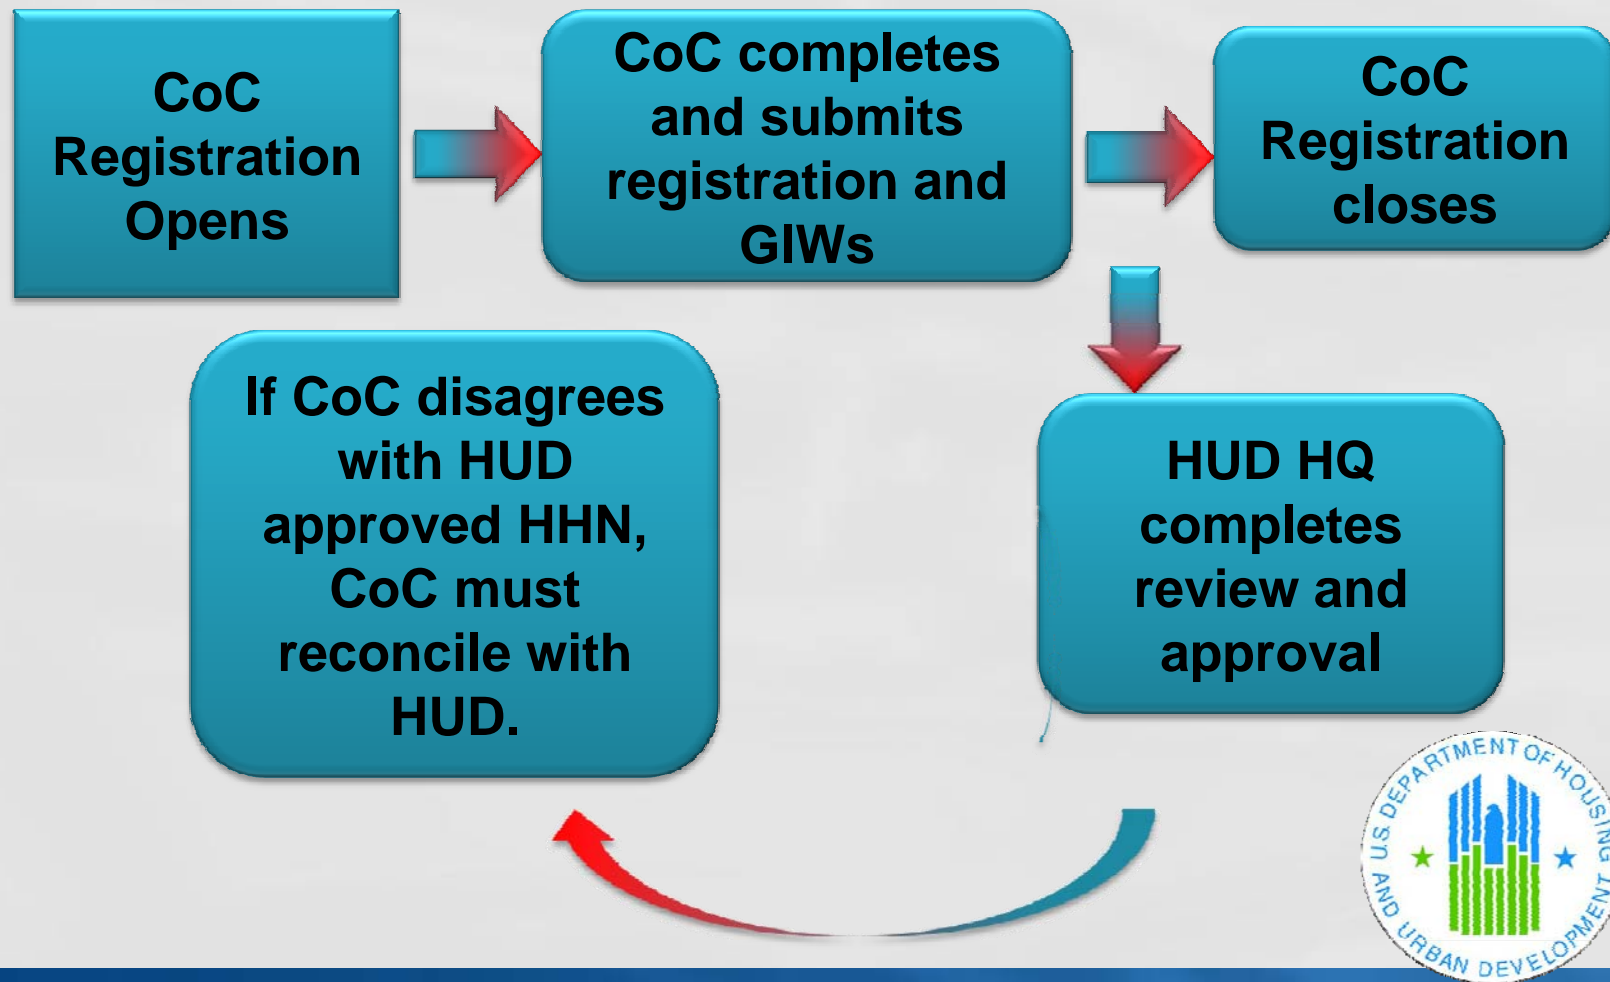 CoC
Registration
Opens
CoC completes
and submits
registration and
GIWs
CoC
Registration
closes
If CoC disagrees
with HUD
approved HHN,
CoC must
reconcile with
HUD.
HUD HQ
completes
review and
approval
U.S. DEPARTMENT OF HOUSING
AND URBAN DEVELOPMENT